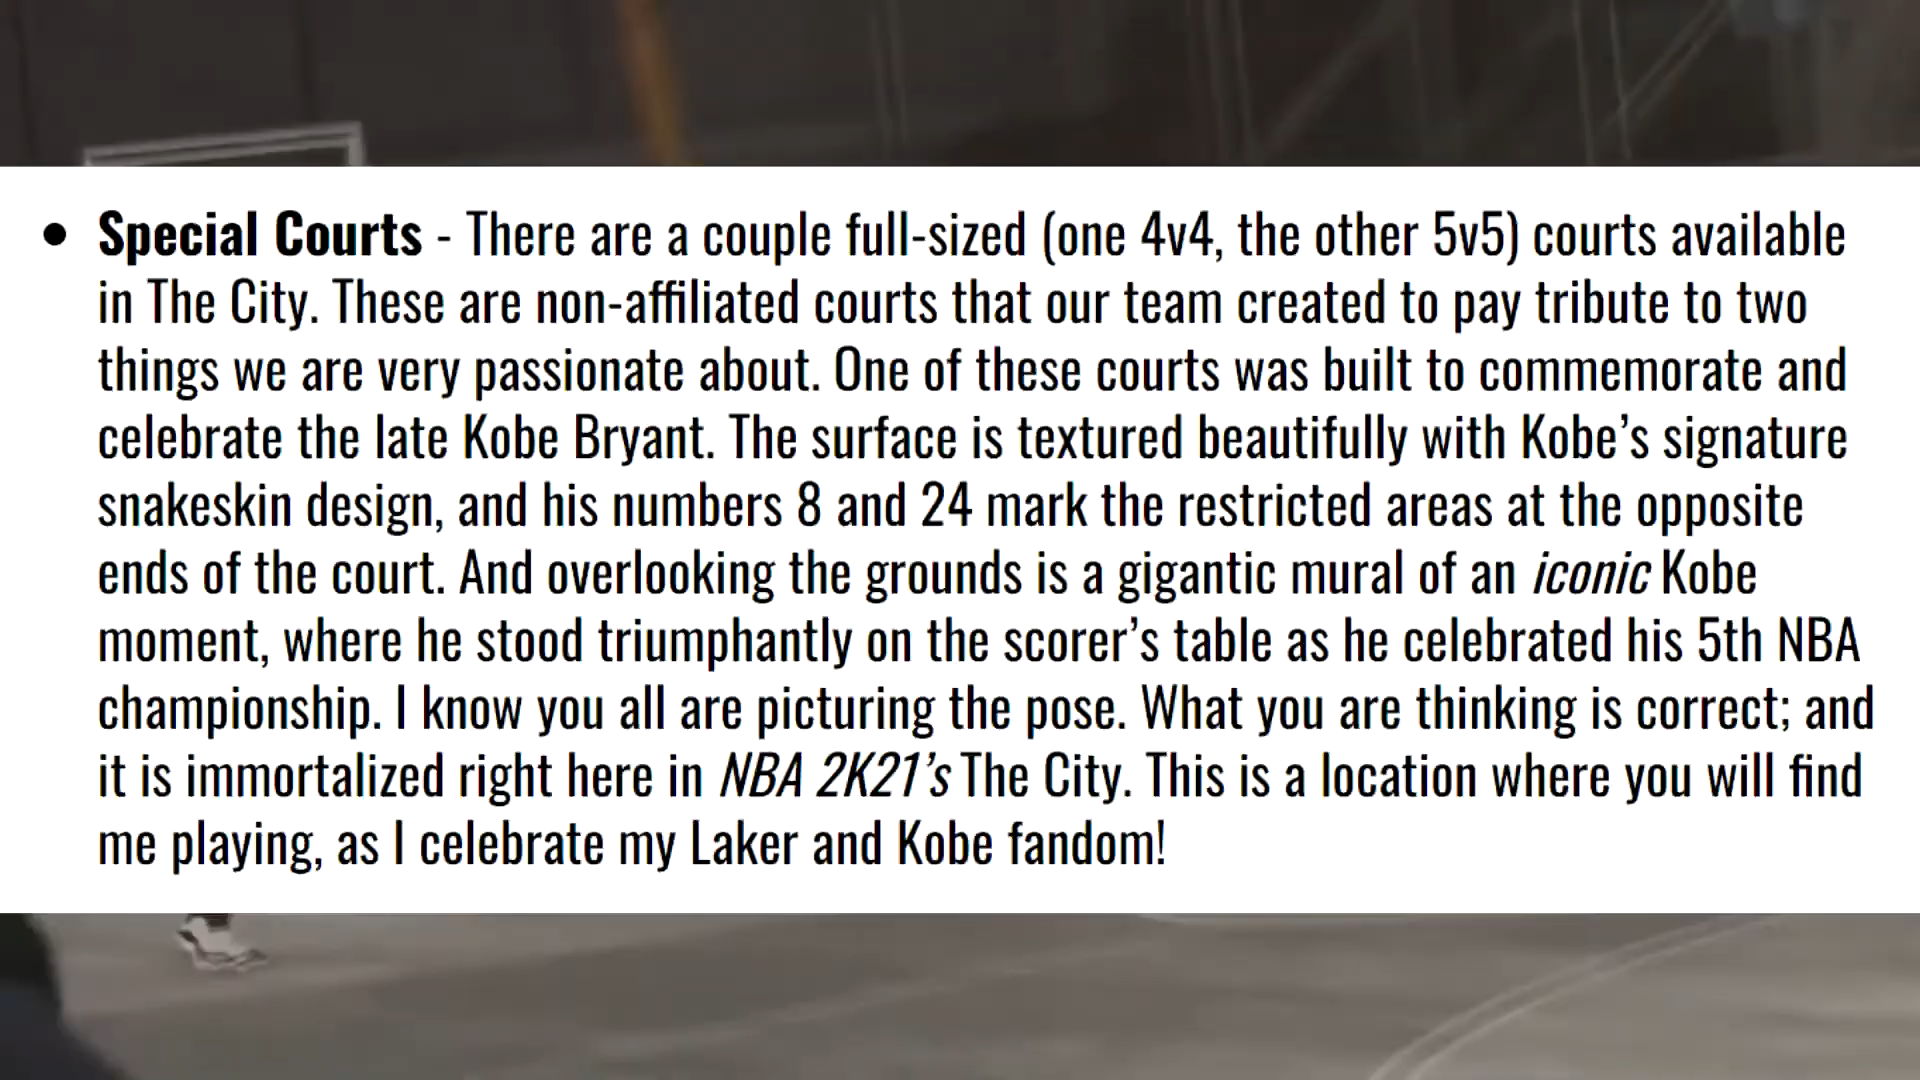 • Special Courts - There are a couple full-sized (one 4v4, the other 5v5) courts available
in The City. These are non-affiliated courts that our team created to pay tribute to two
things we are very passionate about. One of these courts was built to commemorate and
celebrate the late Kobe Bryant. The surface is textured beautifully with Kobe’s signature
snakeskin design, and his numbers 8 and 24 mark the restricted areas at the opposite
ends of the court. And overlooking the grounds is a gigantic mural of an iconic Kobe
moment, where he stood triumphantly on the scorer’s table as he celebrated his 5th NBA
championship. I know you all are picturing the pose. What you are thinking is correct; and
it is immortalized right here in NBA 2K21’s The City. This is a location where you will find
me playing, as I celebrate my Laker and Kobe fandom!